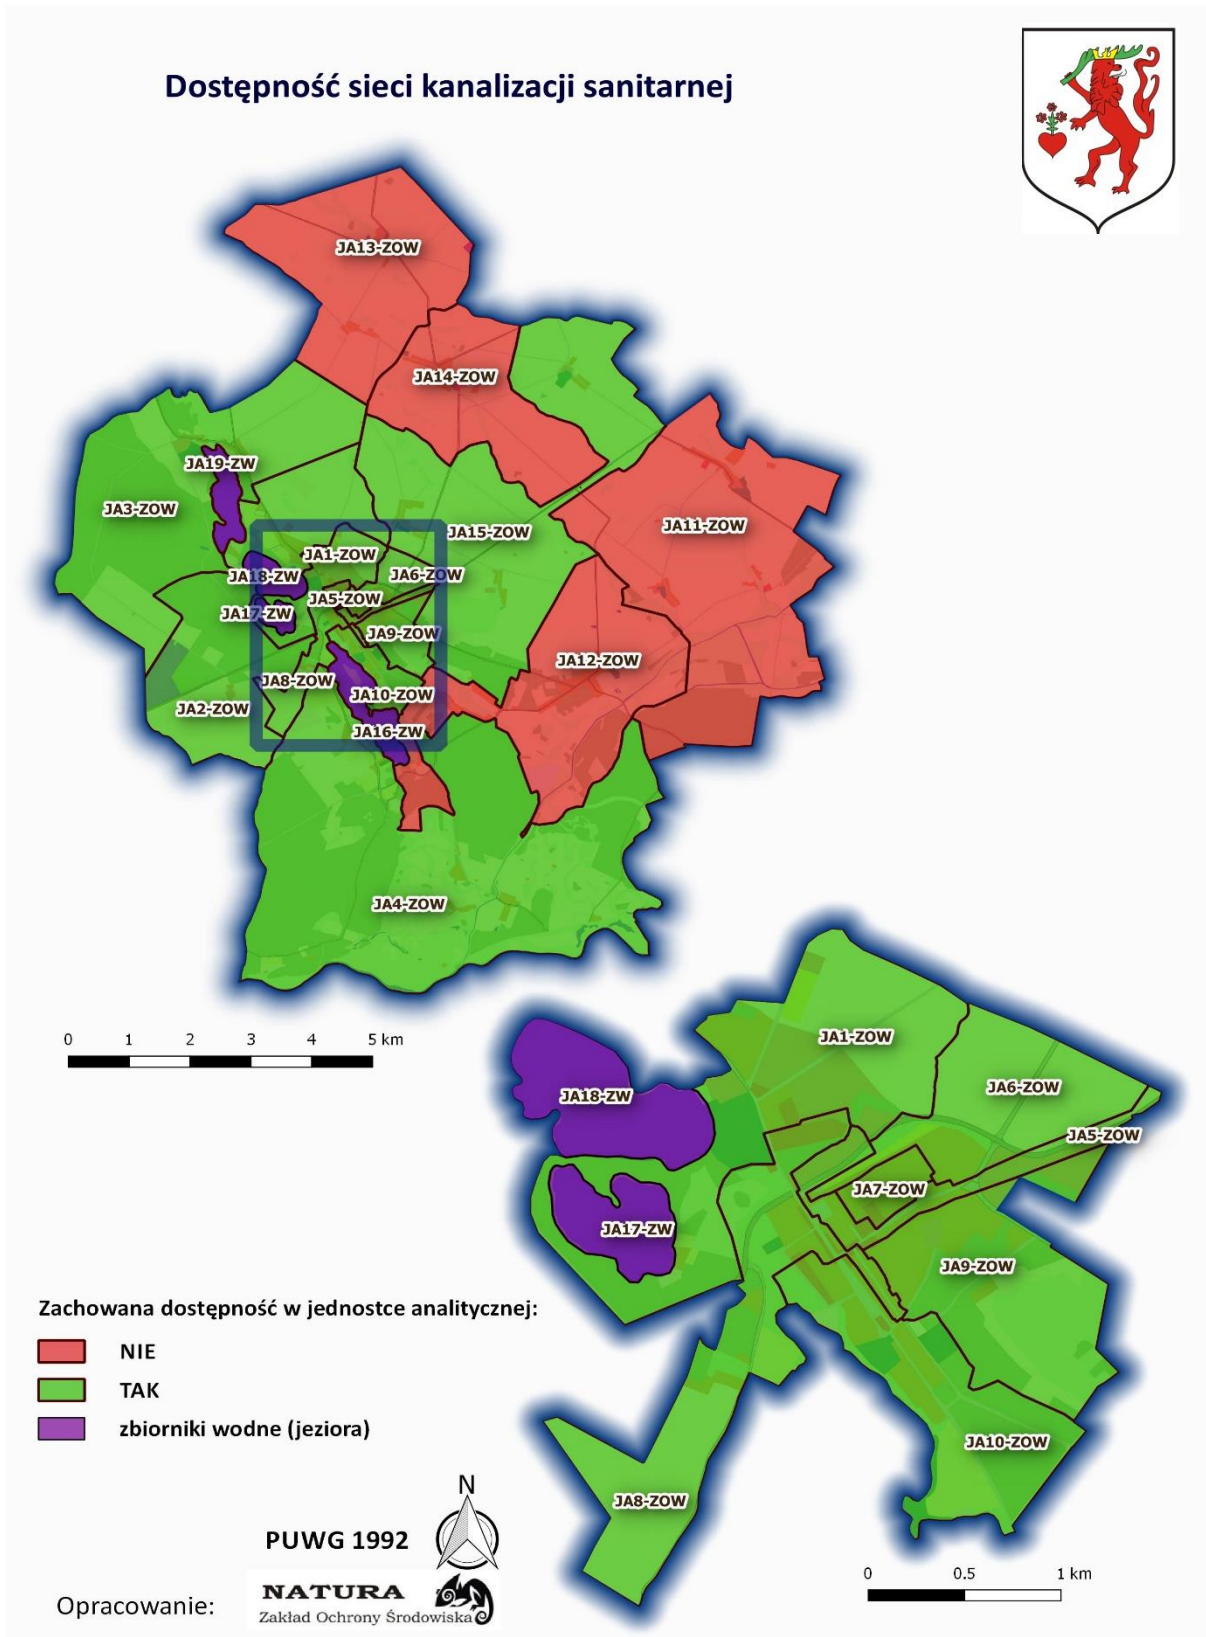 Dostępność sieci kanalizacji sanitarnej
JA13-ZOW
JA14-ZOW
JA19-ZW
JA3-ZOW
JA11-ZOW
JA15-ZOW
JA1-ZOW
JA18-ZW
JA6-ZOW
JA5-ZOW
JA17-ZW
JA9-ZOW
JA12-ZOW
JA8-ZOW
JA10-ZOW
JA2-ZOW
JA16-ZW
JA4-ZOW
0 1 2 3 4 5 km
JA1-ZOW
JA6-ZOW
JA18-ZW
JA5-ZOW
JA7-ZOW
JA17-ZW
JA9-ZOW
JA10-ZOW
JA8-ZOW
Zachowana dostępność w jednostce analitycznej:
NIE
TAK
zbiorniki wodne (jeziora)
N
PUWG 1992
0 0.5 1 km
Opracowanie:
NATURA
Zakład Ochrony Środowiska